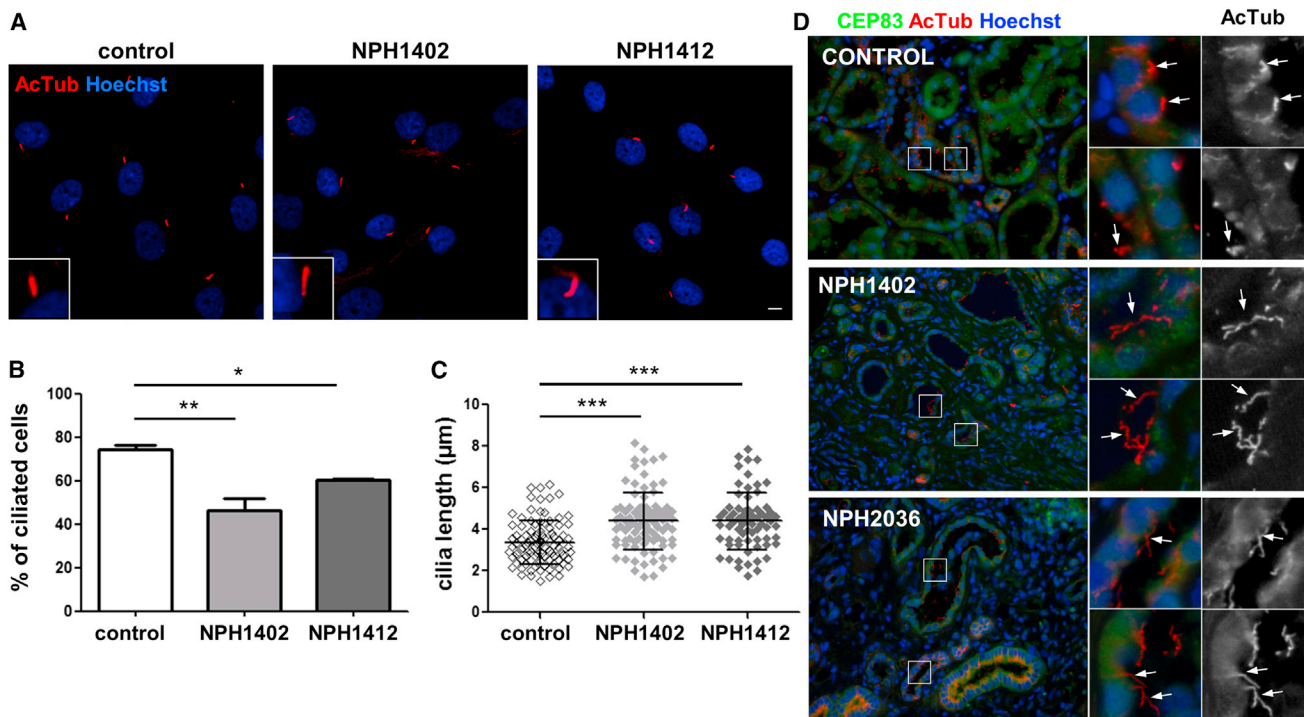 A
control
NPH1402
NPH1412
AcTub Hoechst
B
% of ciliated cells
100
80
60
40
20
0
*
**
control
NPH1402
NPH1412
C
cilia length (μm)
10
8
6
4
2
0
***
***
control
NPH1402
NPH1412
D
CEP83 AcTub Hoechst
AcTub
CONTROL
NPH1402
NPH2036